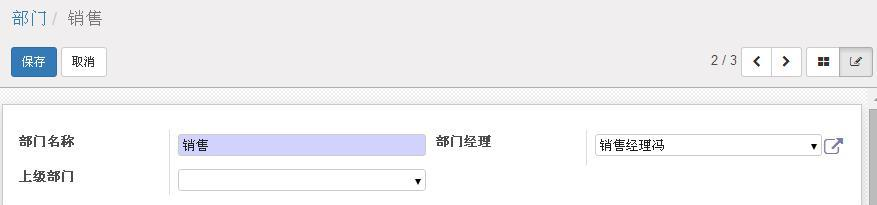 部门 / 销售
保存 取消 2 / 3
部门名称 销售 部门经理 销售经理冯
上级部门